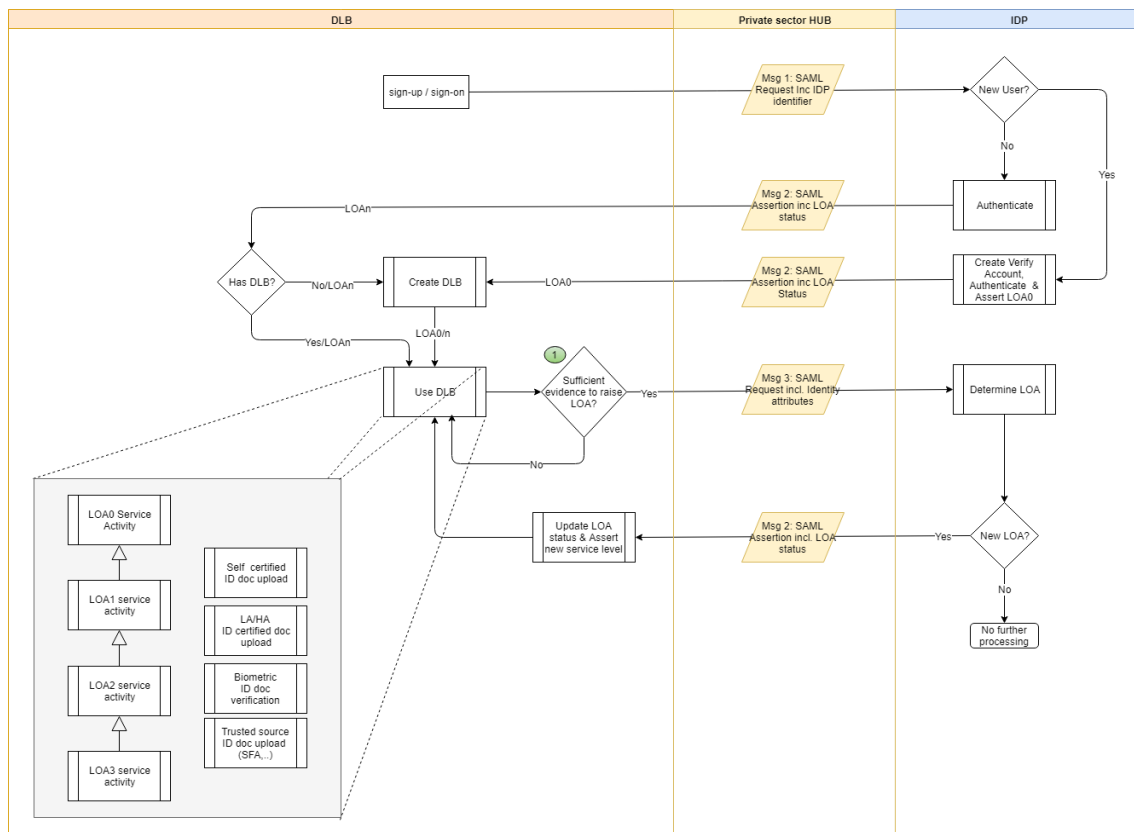 DLB
Private sector HUB
IDP
sign-up / sign-on
Msg 1: SAML
Request Inc IDP
identifier
New User?
No
Yes
LOAn
Msg 2: SAML
Assertion inc LOA
status
Authenticate
Has DLB?
No/LOAn
Create DLB
LOA0
Msg 2: SAML
Assertion inc LOA
Status
Create Verify
Account,
Authenticate &
Assert LOA0
Yes/LOAn
LOA0/n
1
Use DLB
Sufficient
evidence to raise
LOA?
Yes
Msg 3: SAML
Request incl. Identity
attributes
Determine LOA
No
Update LOA
status & Assert
new service level
Msg 2: SAML
Assertion incl. LOA
status
Yes
New LOA?
No
No further
processing
LOA0 Service
Activity
LOA1 service
activity
LOA2 service
activity
LOA3 service
activity
Self certified
ID doc upload
LA/HA
ID certified doc
upload
Biometric
ID doc
verification
Trusted source
ID doc upload
(SFA,..)